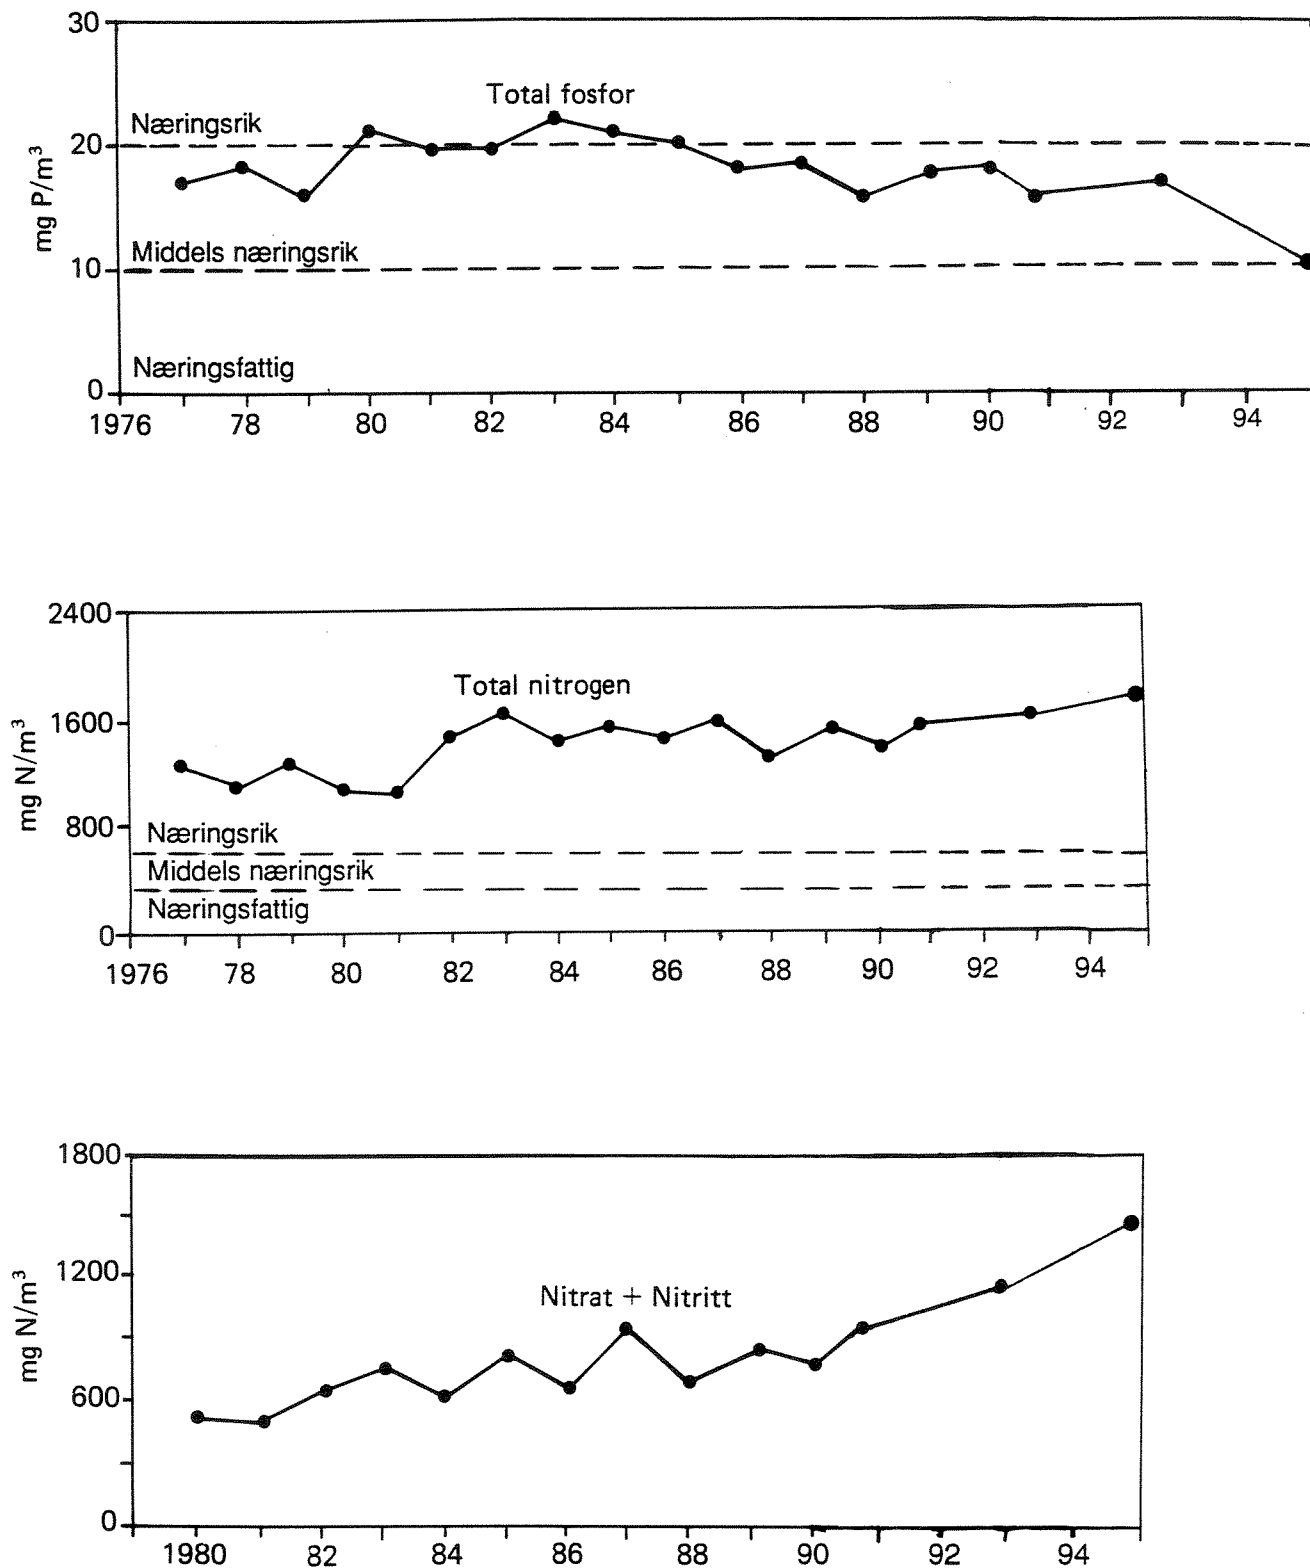 30
Total fosfor
Næringsrik
20
mg P/m³
Middels næringsrik
10
Næringsfattig
0
1976 78 80 82 84 86 88 90 92 94
2400
Total nitrogen
1600
mg N/m³
800
Næringsrik
Middels næringsrik
Næringsfattig
0
1976 78 80 82 84 86 88 90 92 94
1800
1200
Nitrat + Nitritt
mg N/m³
600
0
1980 82 84 86 88 90 92 94